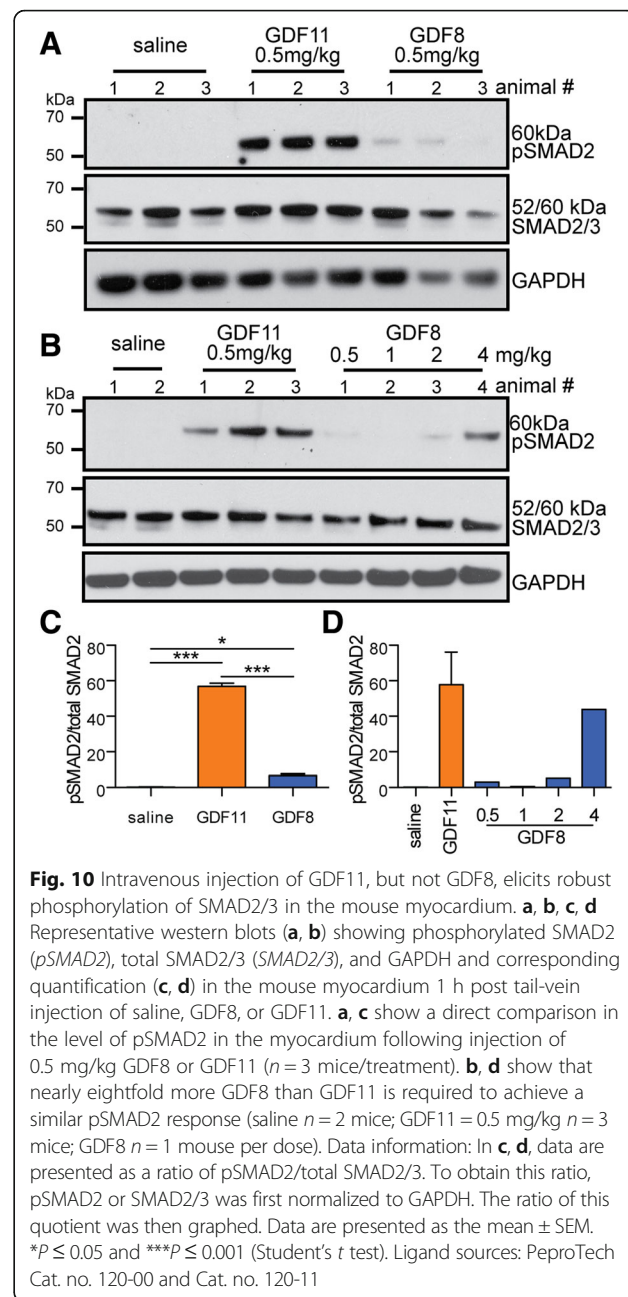 A
saline
GDF11
0.5mg/kg
GDF8
0.5mg/kg
1 2 3 1 2 3 1 2 3 animal #
kDa
70
50
60kDa
pSMAD2
70
50
52/60 kDa
SMAD2/3
GAPDH
B
saline
GDF11
0.5mg/kg
GDF8
0.5 1 2 4 mg/kg
1 2 1 2 3 1 2 3 4 animal #
kDa
70
50
60kDa
pSMAD2
70
50
52/60 kDa
SMAD2/3
GAPDH
C
pSMAD2/total SMAD2
80
60
40
20
0
*
***
***
saline GDF11 GDF8
D
pSMAD2/total SMAD2
80
60
40
20
0
saline
GDF11
0.5 1 2 4
GDF8
Fig. 10 Intravenous injection of GDF11, but not GDF8, elicits robust
phosphorylation of SMAD2/3 in the mouse myocardium. a, b, c, d
Representative western blots (a, b) showing phosphorylated SMAD2
(pSMAD2), total SMAD2/3 (SMAD2/3), and GAPDH and corresponding
quantification (c, d) in the mouse myocardium 1 h post tail-vein
injection of saline, GDF8, or GDF11. a, c show a direct comparison in
the level of pSMAD2 in the myocardium following injection of
0.5 mg/kg GDF8 or GDF11 (n = 3 mice/treatment). b, d show that
nearly eightfold more GDF8 than GDF11 is required to achieve a
similar pSMAD2 response (saline n = 2 mice; GDF11 = 0.5 mg/kg n = 3
mice; GDF8 n = 1 mouse per dose). Data information: In c, d, data are
presented as a ratio of pSMAD2/total SMAD2/3. To obtain this ratio,
pSMAD2 or SMAD2/3 was first normalized to GAPDH. The ratio of this
quotient was then graphed. Data are presented as the mean ± SEM.
*P ≤ 0.05 and ***P ≤ 0.001 (Student's t test). Ligand sources: PeproTech
Cat. no. 120-00 and Cat. no. 120-11